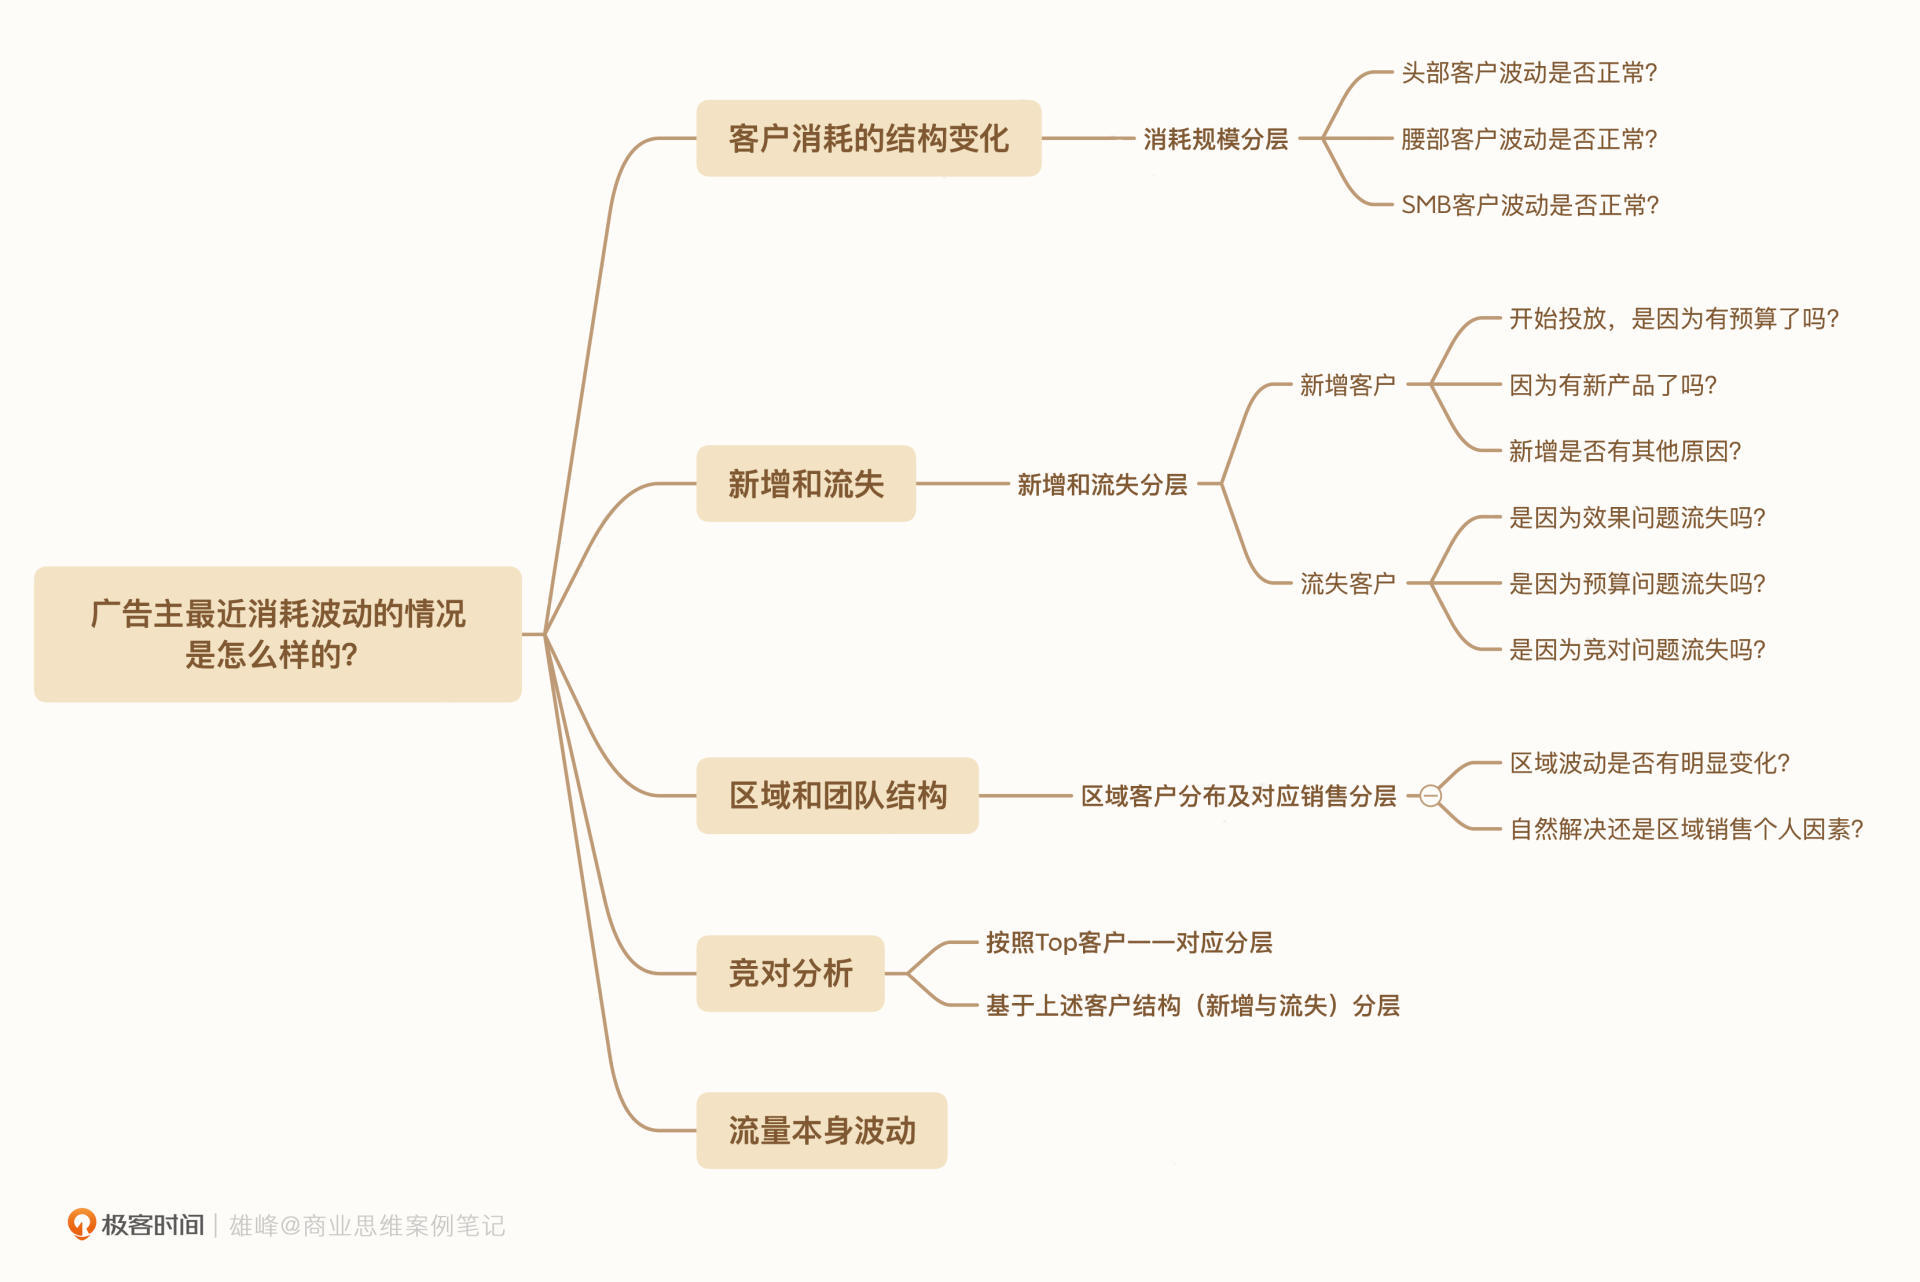 广告主最近消耗波动的情况
是怎么样的?
客户消耗的结构变化
消耗规模分层
头部客户波动是否正常?
腰部客户波动是否正常?
SMB客户波动是否正常?
新增和流失
新增和流失分层
新增客户
开始投放，是因为有预算了吗?
因为有新产品了吗?
新增是否有其他原因?
流失客户
是因为效果问题流失吗?
是因为预算问题流失吗?
是因为竞对问题流失吗?
区域和团队结构
区域客户分布及对应销售分层
区域波动是否有明显变化?
自然解决还是区域销售个人因素?
竞对分析
按照Top客户一一对应分层
基于上述客户结构（新增与流失）分层
流量本身波动
极客时间｜雄峰@商业思维案例笔记